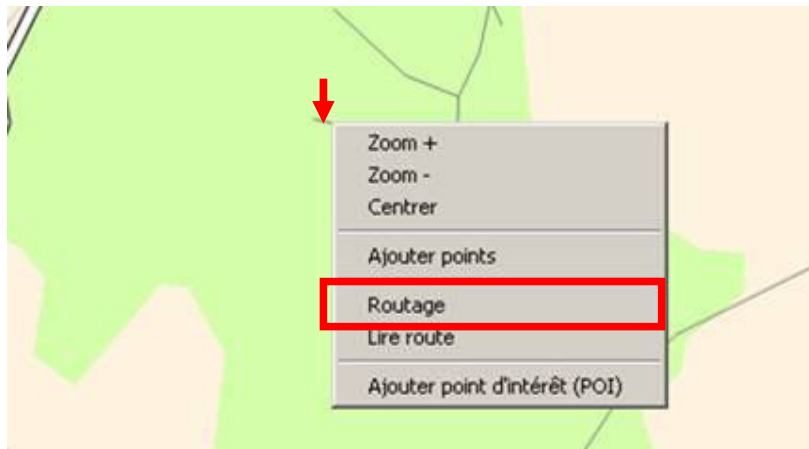 Zoom +
Zoom -
Centrer
Ajouter points
Routage
Lire route
Ajouter point d'intérêt (POI)